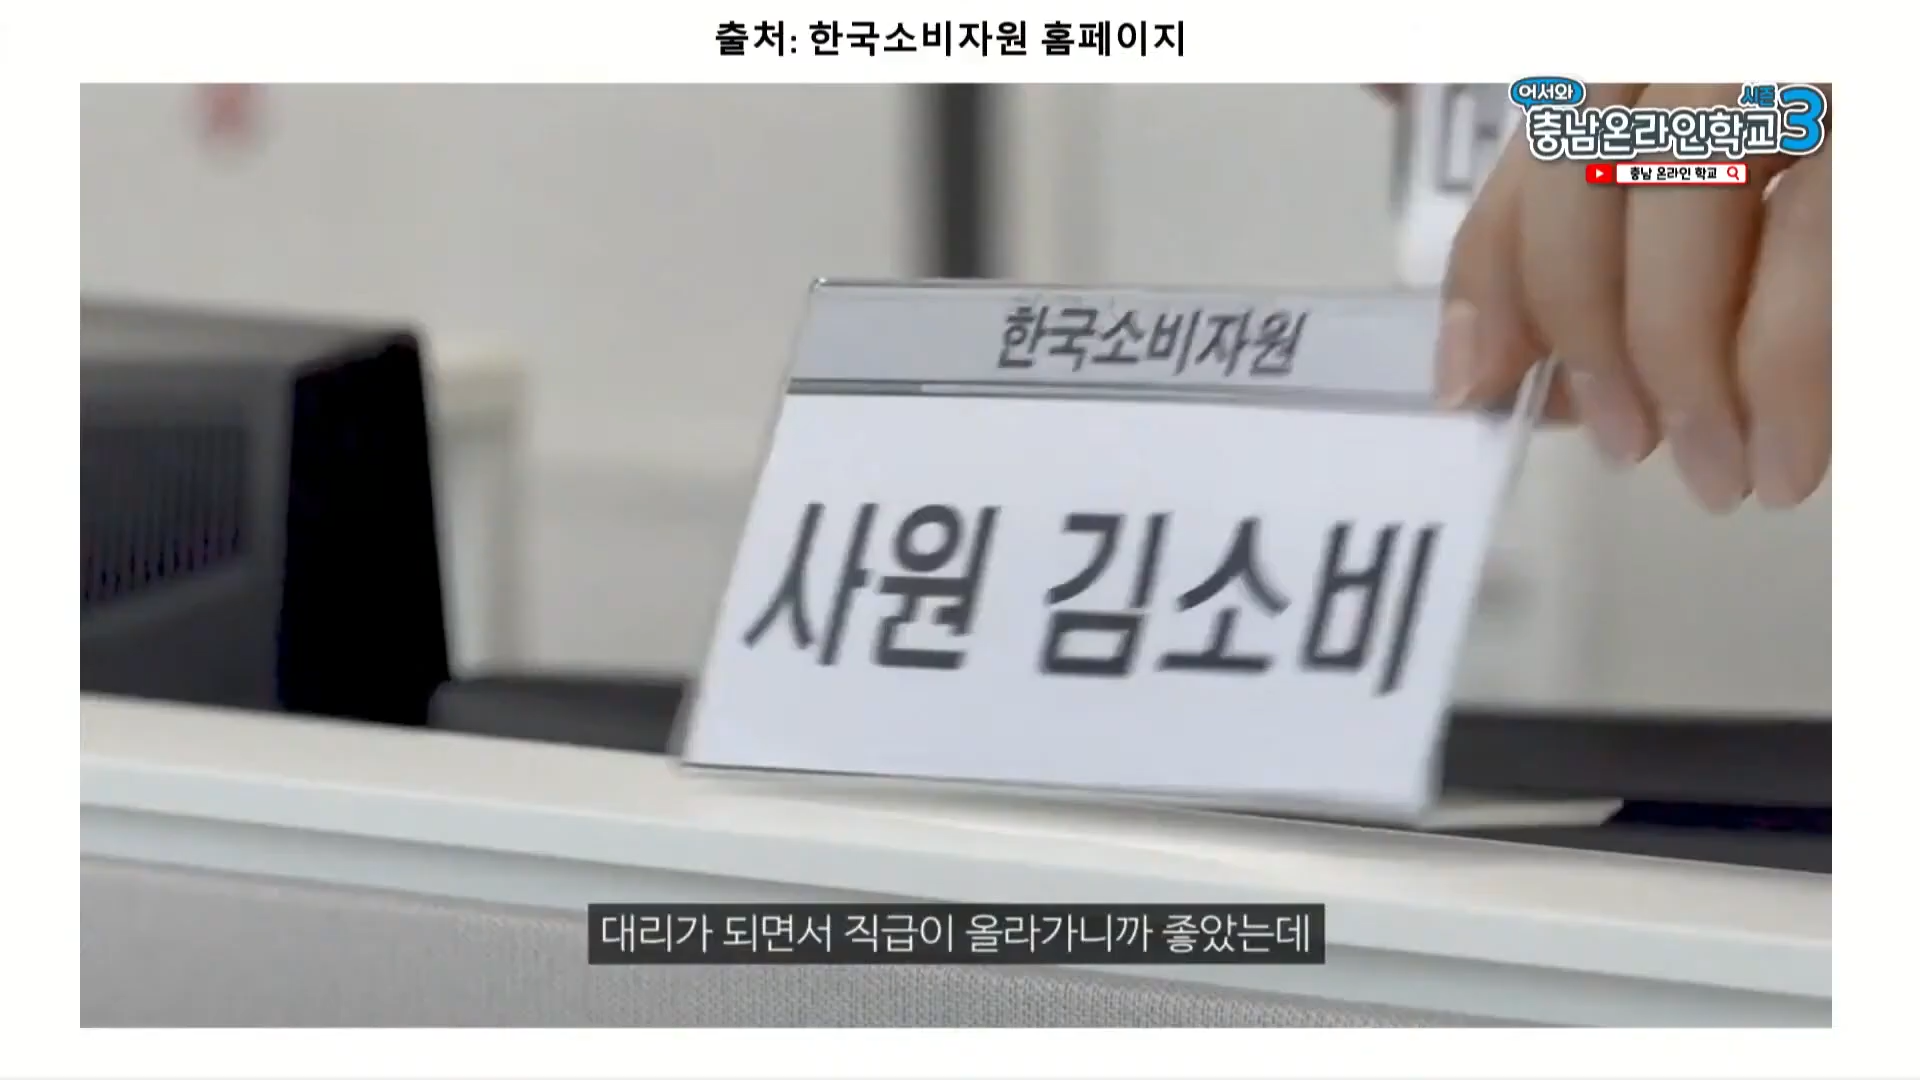 출처: 한국소비자원 홈페이지
어서와
시즌
충남온라인학교3
충남 온라인 학교
한국소비자원
사원 김소비
대리가 되면서 직급이 올라가니까 좋았는데